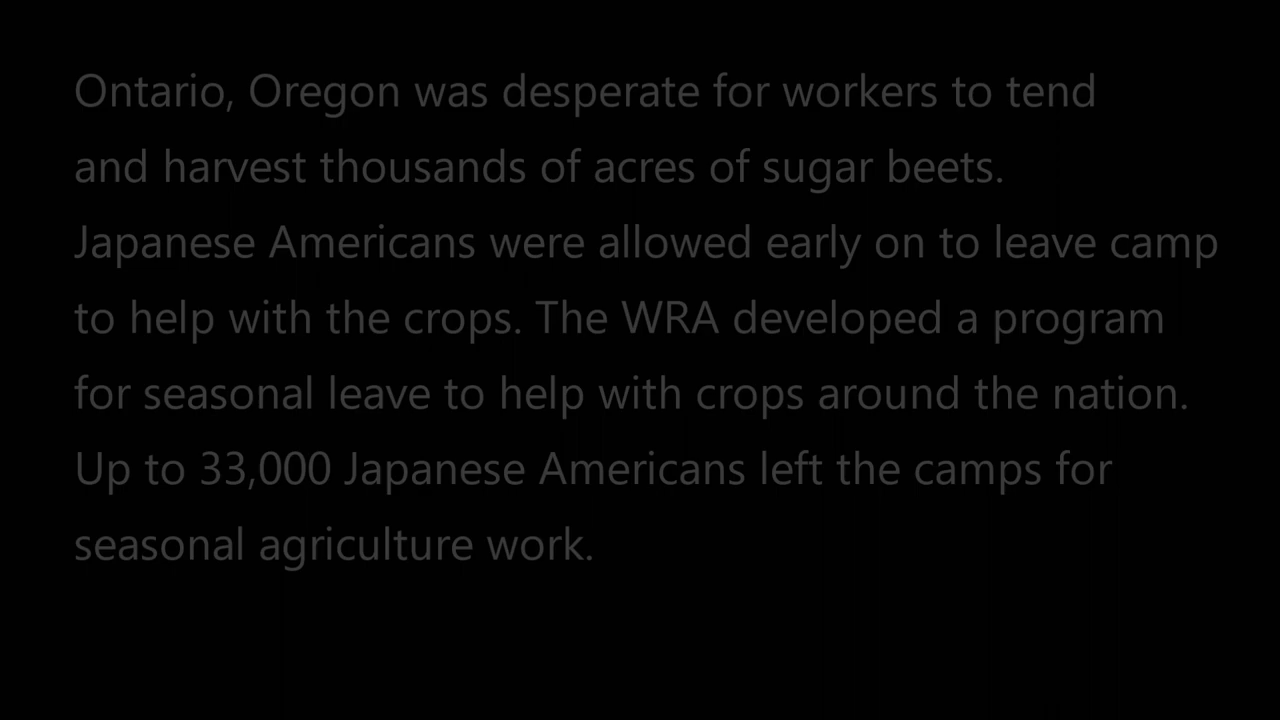 Ontario, Oregon was desperate for workers to tend
and harvest thousands of acres of sugar beets.
Japanese Americans were allowed early on to leave camp
to help with the crops. The WRA developed a program
for seasonal leave to help with crops around the nation.
Up to 33,000 Japanese Americans left the camps for
seasonal agriculture work.